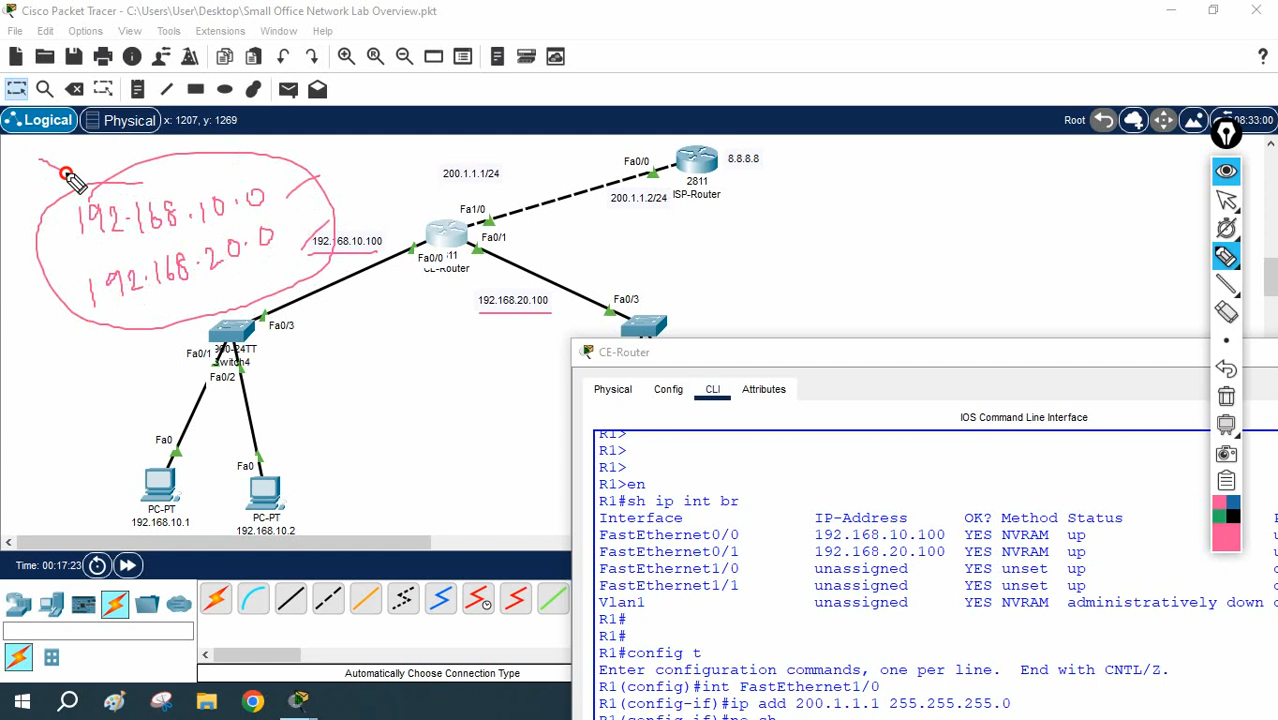 Cisco Packet Tracer - C:\Users\User\Desktop\Small Office Network Lab Overview.pkt
File Edit Options View Tools Extensions Window Help
Logical Physical x: 1207, y: 1269 Root 08:33:00
192.168.10.0
192.168.20.0
200.1.1.1/24
Fa0/0
8.8.8.8
2811
ISP-Router
200.1.1.2/24
Fa1/0
192.168.10.100
Fa0/1
Fa0/0
CE-Router
192.168.20.100
Fa0/3
Fa0/3
Fa0/1
Fa0/2
Fa0
Fa0
PC-PT
192.168.10.1
PC-PT
192.168.10.2
CE-Router
Physical Config CLI Attributes
IOS Command Line Interface
R1>
R1>
R1>
R1>en
R1#sh ip int br
Interface IP-Address OK? Method Status
FastEthernet0/0 192.168.10.100 YES NVRAM up
FastEthernet0/1 192.168.20.100 YES NVRAM up
FastEthernet1/0 unassigned YES unset up
FastEthernet1/1 unassigned YES unset up
Vlan1 unassigned YES NVRAM administratively down
R1#
R1#
R1#config t
Enter configuration commands, one per line. End with CNTL/Z.
R1(config)#int FastEthernet1/0
R1(config-if)#ip add 200.1.1.1 255.255.255.0
R1(config-if)#no sh
Time: 00:17:23
Automatically Choose Connection Type